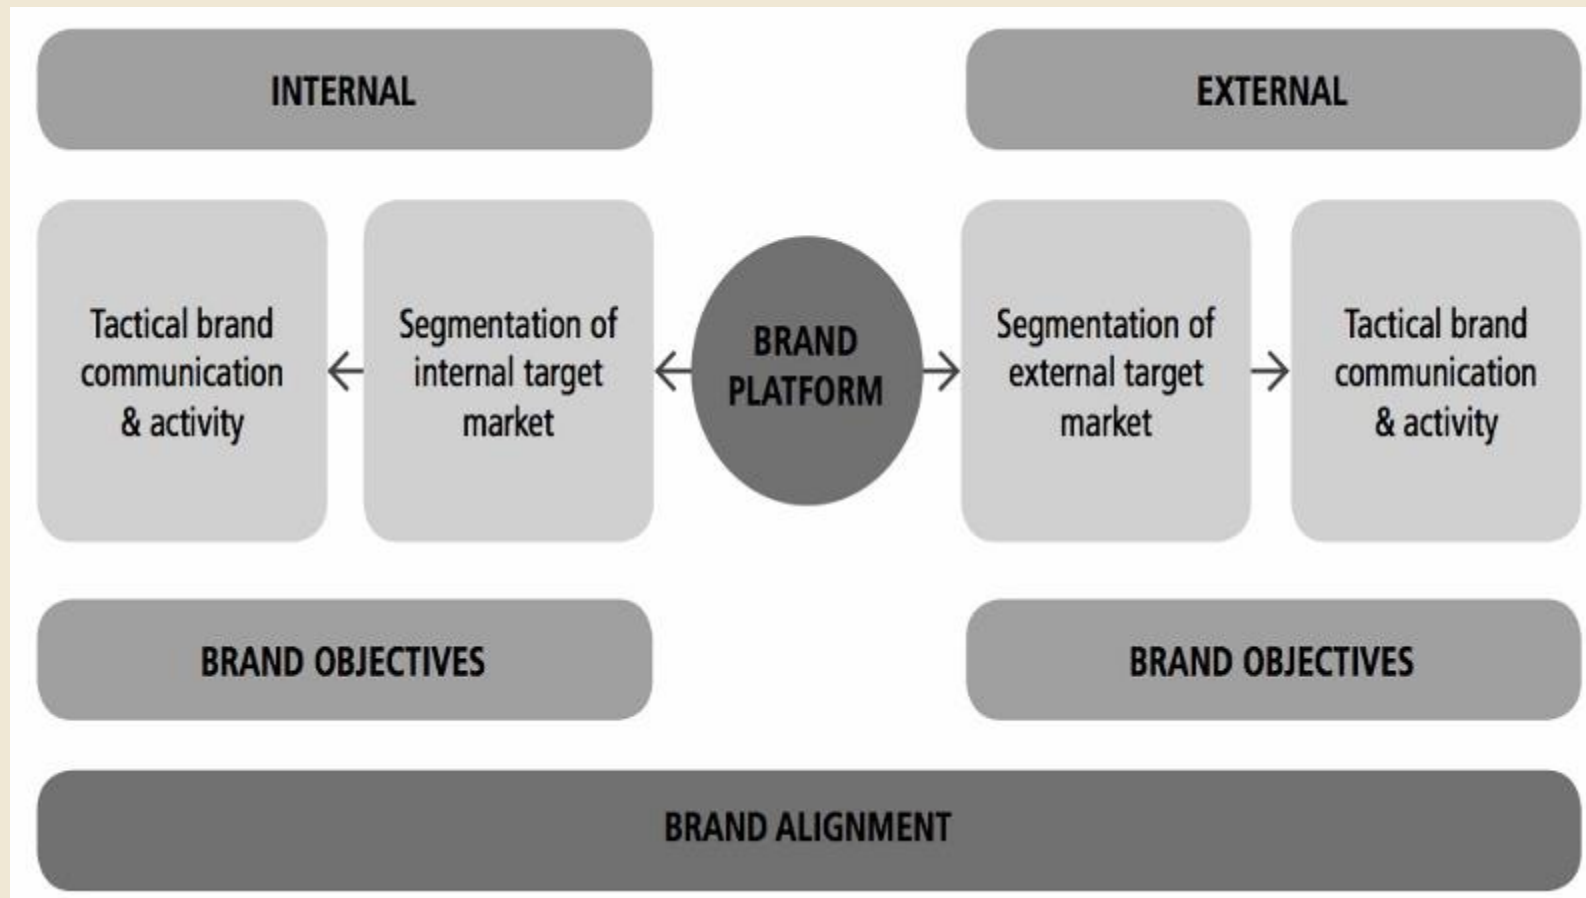 INTERNAL
EXTERNAL
Tactical brand
communication
& activity
Segmentation of
internal target
market
BRAND
PLATFORM
Segmentation of
external target
market
Tactical brand
communication
& activity
BRAND OBJECTIVES
BRAND OBJECTIVES
BRAND ALIGNMENT